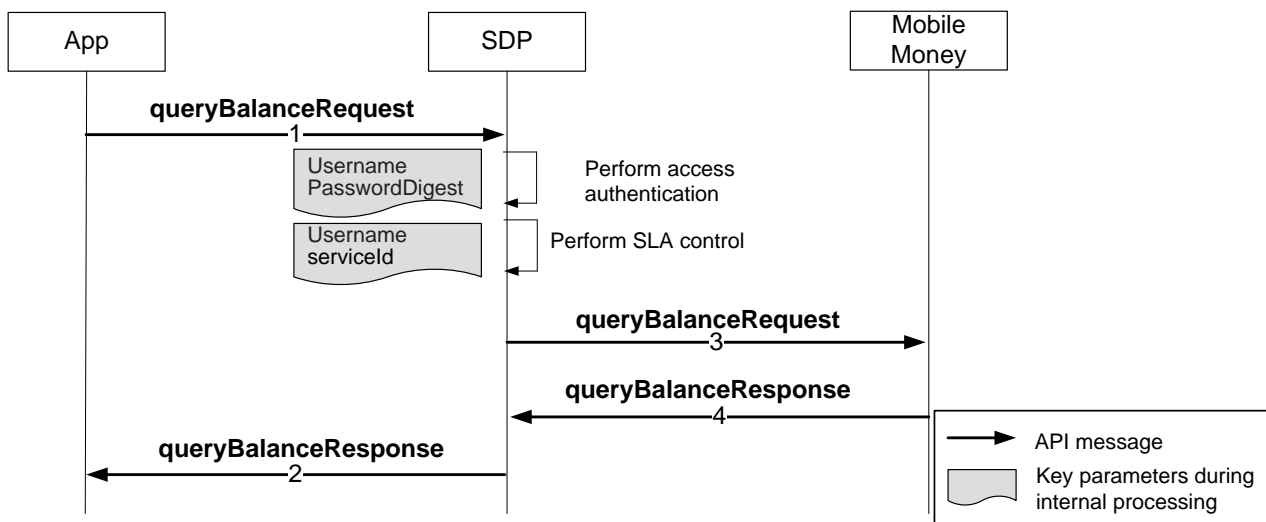 App
SDP
Mobile
Money
queryBalanceRequest
1
Username
PasswordDigest
Perform access
authentication
Username
serviceId
Perform SLA control
queryBalanceRequest
3
queryBalanceResponse
4
queryBalanceResponse
2
API message
Key parameters during
internal processing